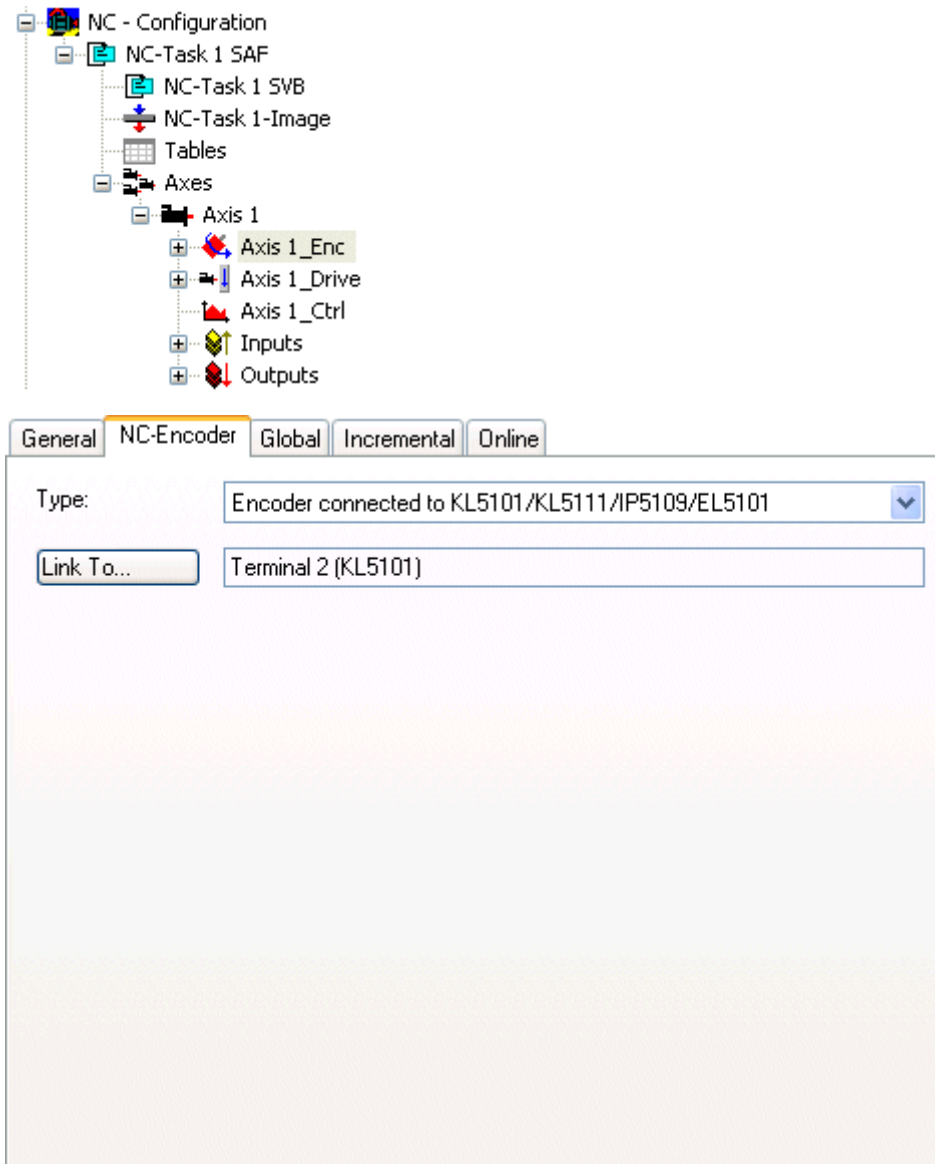 NC - Configuration
NC-Task 1 SAF
NC-Task 1 SVB
NC-Task 1-Image
Tables
Axes
Axis 1
Axis 1_Enc
Axis 1_Drive
Axis 1_Ctrl
Inputs
Outputs
General NC-Encoder Global Incremental Online
Type: Encoder connected to KL5101/KL5111/IP5109/EL5101
Link To... Terminal 2 (KL5101)